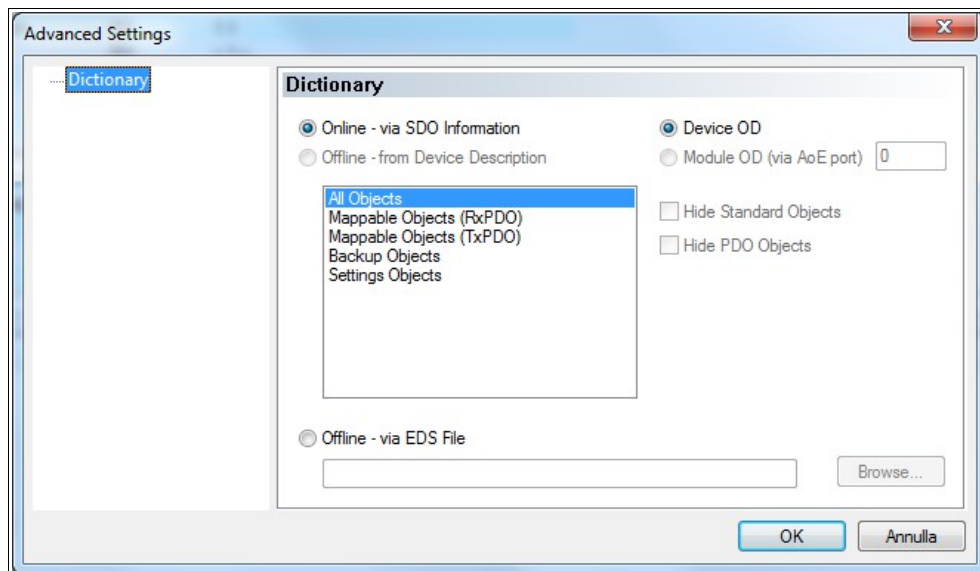 Advanced Settings
x
Dictionary
Dictionary
Online - via SDO Information
Device OD
Offline - from Device Description
Module OD (via AoE port)
0
All Objects
Mappable Objects (RxPDO)
Mappable Objects (TxPDO)
Backup Objects
Settings Objects
Hide Standard Objects
Hide PDO Objects
Offline - via EDS File
Browse...
OK
Annulla